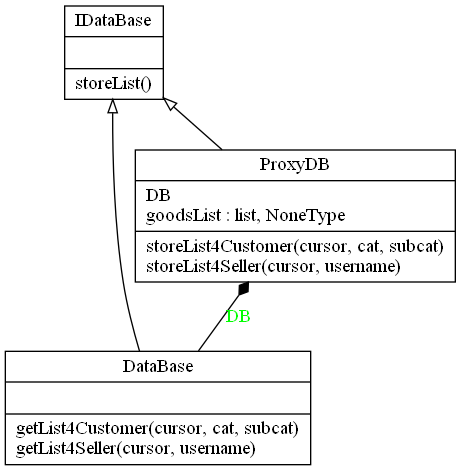 IDataBase
storeList()
ProxyDB
DB
goodsList : list, NoneType
storeList4Customer(cursor, cat, subcat)
storeList4Seller(cursor, username)
DB
DataBase
getList4Customer(cursor, cat, subcat)
getList4Seller(cursor, username)